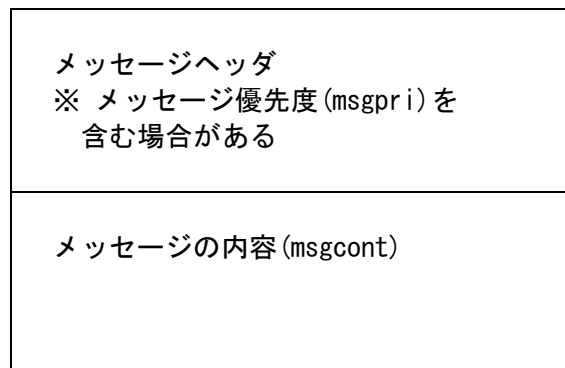 メッセージヘッダ
※ メッセージ優先度(msgpri)を
含む場合がある
メッセージの内容(msgcont)